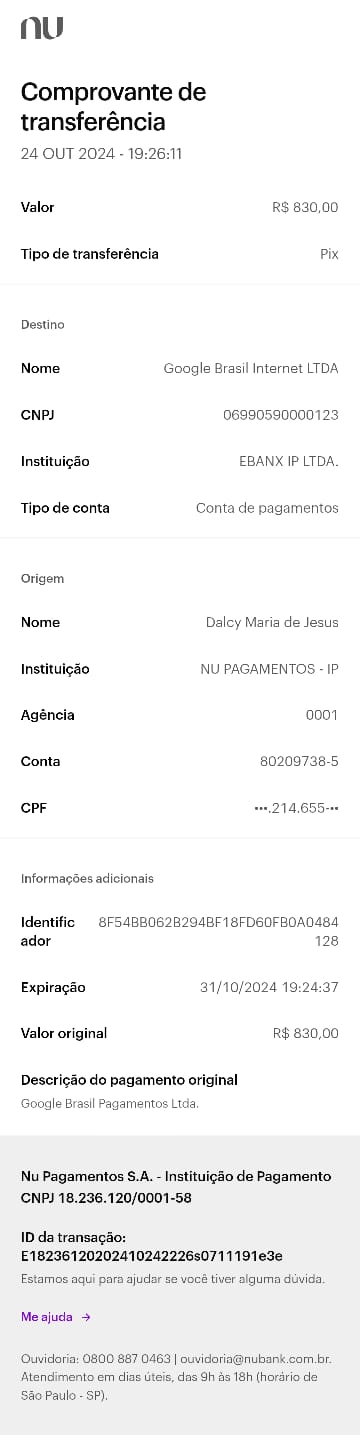 nu
Comprovante de
transferência
24 OUT 2024 - 19:26:11
Valor R$ 830,00
Tipo de transferência Pix
Destino
Nome Google Brasil Internet LTDA
CNPJ 06990590000123
Instituição EBANX IP LTDA.
Tipo de conta Conta de pagamentos
Origem
Nome Dalcy Maria de Jesus
Instituição NU PAGAMENTOS - IP
Agência 0001
Conta 80209738-5
CPF •••.214.655-••
Informações adicionais
Identific 8F54BB062B294BF18FD60FB0A0484
ador 128
Expiração 31/10/2024 19:24:37
Valor original R$ 830,00
Descrição do pagamento original
Google Brasil Pagamentos Ltda.
Nu Pagamentos S.A. - Instituição de Pagamento
CNPJ 18.236.120/0001-58
ID da transação:
E18236120202410242226s0711191e3e
Estamos aqui para ajudar se você tiver alguma dúvida.
Me ajuda →
Ouvidoria: 0800 887 0463 | ouvidoria@nubank.com.br.
Atendimento em dias úteis, das 9h às 18h (horário de
São Paulo - SP).